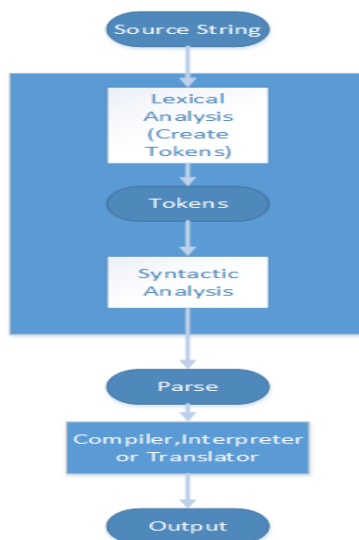 Source String
Lexical
Analysis
(Create
Tokens)
Tokens
Syntactic
Analysis
Parse
Compiler,Interpreter
or Translator
Output